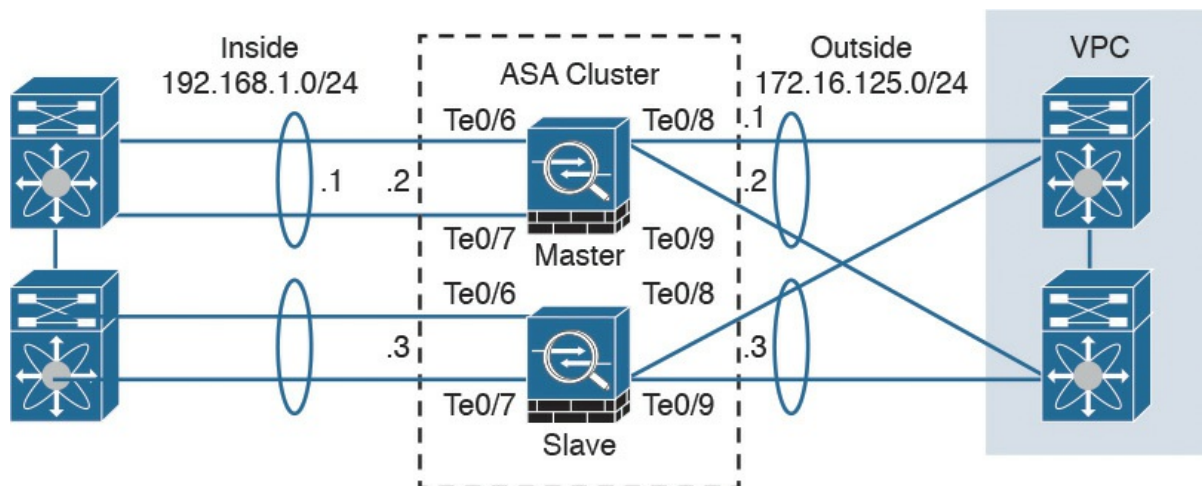 Inside
192.168.1.0/24
ASA Cluster
Outside
172.16.125.0/24
VPC
Te0/6
Te0/8
.1
.1
.2
.2
Te0/7
Master
Te0/9
Te0/6
Te0/8
.3
.3
Te0/7
Slave
Te0/9